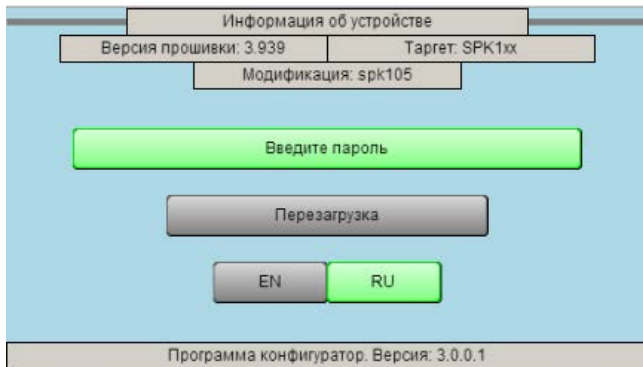 Информация об устройстве
Версия прошивки: 3.939 Таргет: SPK1xx
Модификация: spk105
Введите пароль
Перезагрузка
EN RU
Программа конфигуратор. Версия: 3.0.0.1